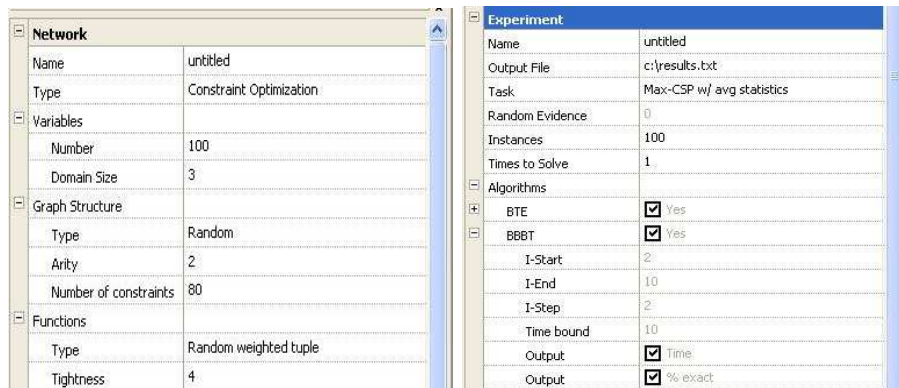 Network
Name untitled
Type Constraint Optimization
Variables
Number 100
Domain Size 3
Graph Structure
Type Random
Arity 2
Number of constraints 80
Functions
Type Random weighted tuple
Tightness 4
Experiment
Name untitled
Output File c:\results.txt
Task Max-CSP w/ avg statistics
Random Evidence 0
Instances 100
Times to Solve 1
Algorithms
BTE Yes
BBBT Yes
I-Start 2
I-End 10
I-Step 2
Time bound 10
Output Time
Output % exact